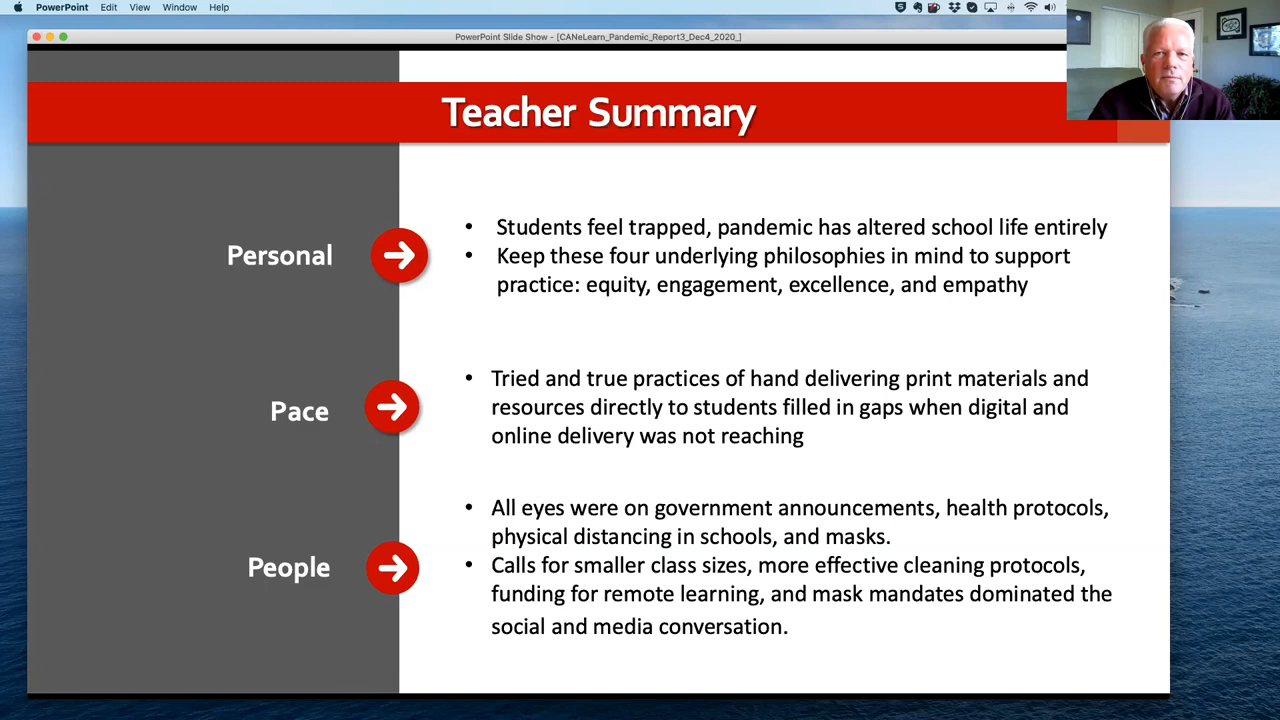 PowerPoint Edit View Window Help
PowerPoint Slide Show - [CANeLearn_Pandemic_Report3_Dec4_2020_]
Teacher Summary
Personal
• Students feel trapped, pandemic has altered school life entirely
• Keep these four underlying philosophies in mind to support
practice: equity, engagement, excellence, and empathy
Pace
• Tried and true practices of hand delivering print materials and
resources directly to students filled in gaps when digital and
online delivery was not reaching
People
• All eyes were on government announcements, health protocols,
physical distancing in schools, and masks.
• Calls for smaller class sizes, more effective cleaning protocols,
funding for remote learning, and mask mandates dominated the
social and media conversation.